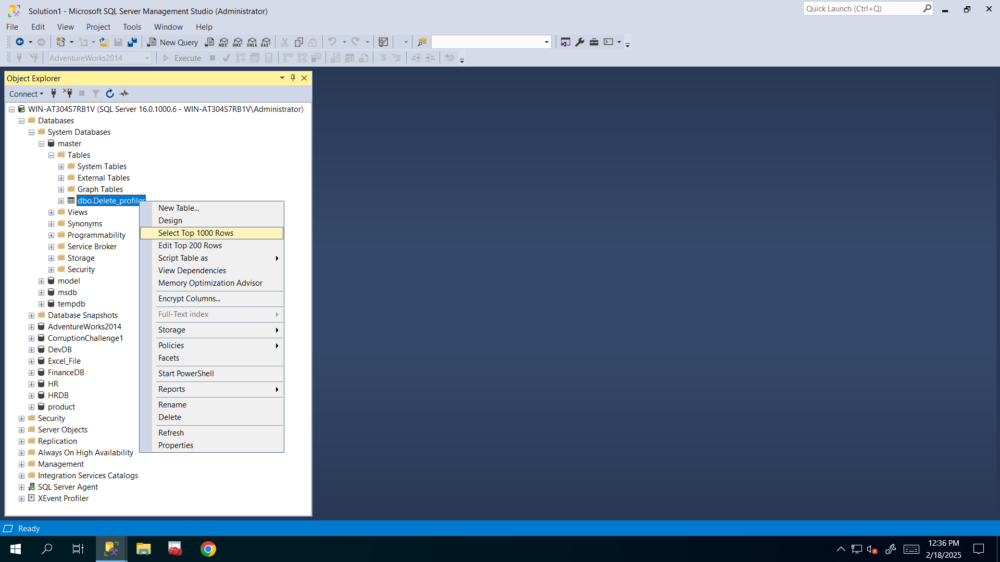 Solution1 - Microsoft SQL Server Management Studio (Administrator)
Quick Launch (Ctrl+Q)
File Edit View Project Tools Window Help
New Query MDX DMX XMLA DAX
AdventureWorks2014 Execute
Object Explorer
Connect
WIN-AT304S7RB1V (SQL Server 16.0.1000.6 - WIN-AT304S7RB1V\Administrator)
Databases
System Databases
master
Tables
System Tables
External Tables
Graph Tables
dbo.Delete_profiler
Views
Synonyms
Programmability
Service Broker
Storage
Security
model
msdb
tempdb
Database Snapshots
AdventureWorks2014
CorruptionChallenge1
DevDB
Excel_File
FinanceDB
HR
HRDB
product
Security
Server Objects
Replication
Always On High Availability
Management
Integration Services Catalogs
SQL Server Agent
XEvent Profiler
New Table...
Design
Select Top 1000 Rows
Edit Top 200 Rows
Script Table as
View Dependencies
Memory Optimization Advisor
Encrypt Columns...
Full-Text index
Storage
Policies
Facets
Start PowerShell
Reports
Rename
Delete
Refresh
Properties
Ready
12:36 PM
2/18/2025